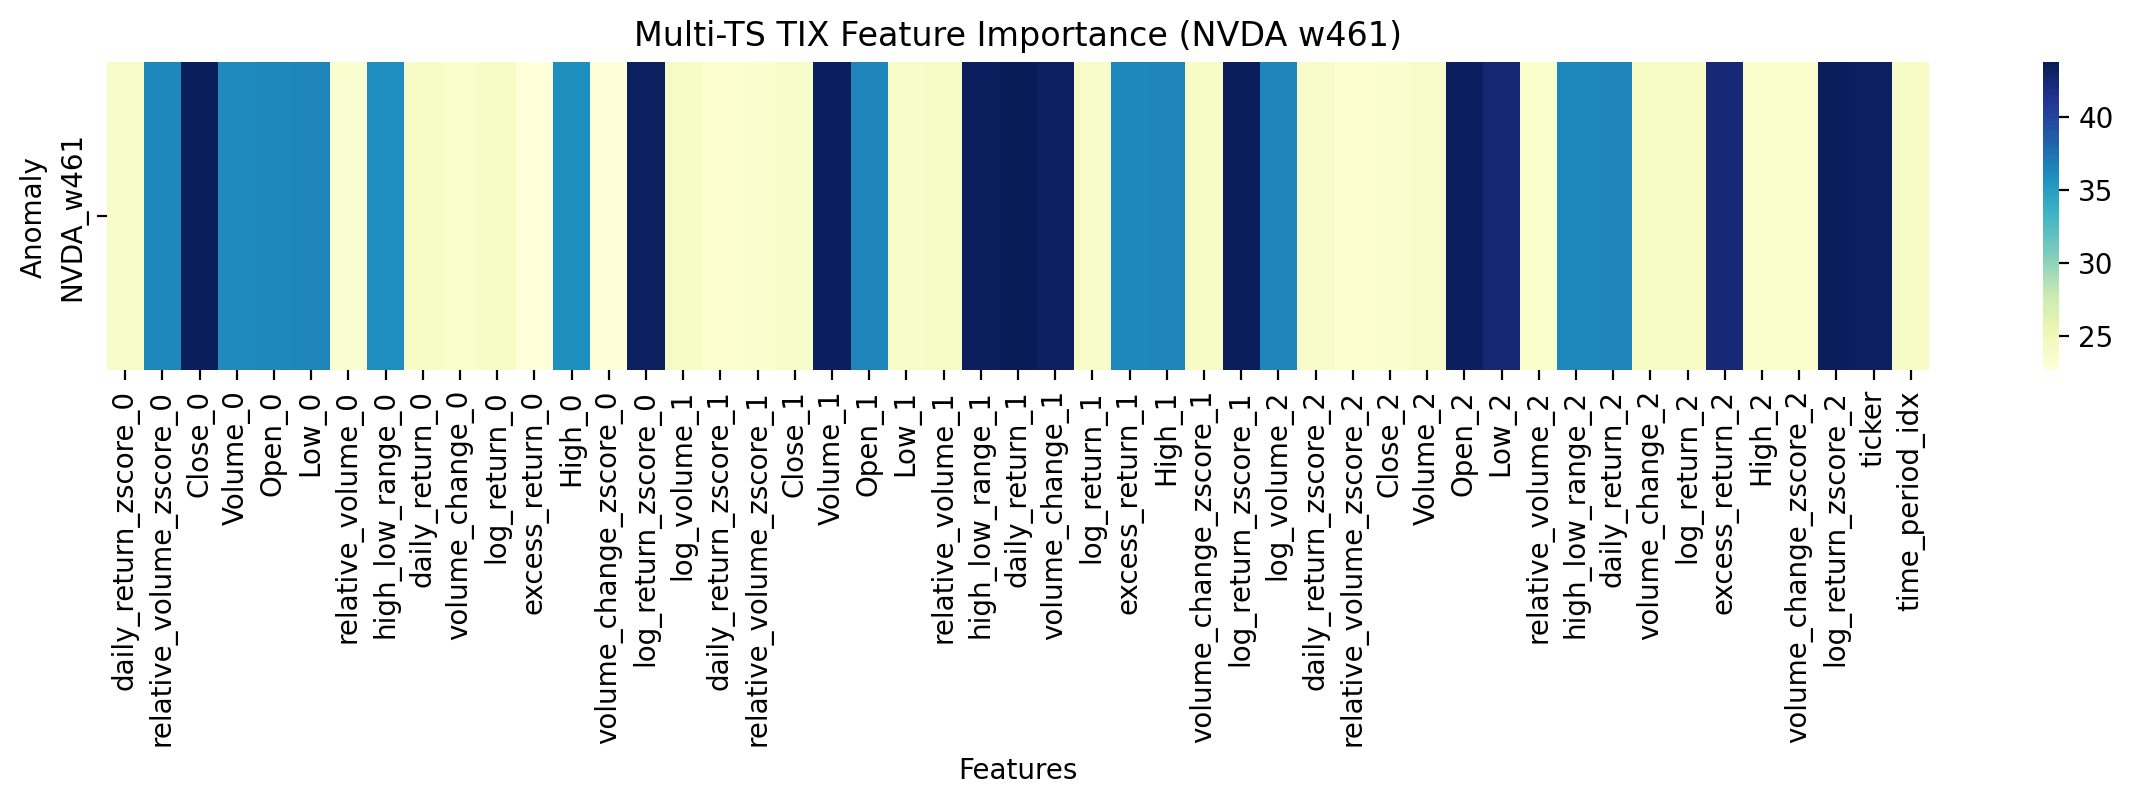 Multi-TS TIX Feature Importance (NVDA w461)
Anomaly
NVDA_w461
40
35
30
25
daily_return_zscore_0
relative_volume_zscore_0
Close_0
Volume_0
Open_0
Low_0
relative_volume_0
high_low_range_0
daily_return_0
volume_change_0
log_return_0
excess_return_0
High_0
volume_change_zscore_0
log_return_zscore_0
log_volume_1
daily_return_zscore_1
relative_volume_zscore_1
Close_1
Volume_1
Open_1
Low_1
relative_volume_1
high_low_range_1
daily_return_1
volume_change_1
log_return_1
excess_return_1
High_1
volume_change_zscore_1
log_return_zscore_1
log_volume_2
daily_return_zscore_2
relative_volume_zscore_2
Close_2
Volume_2
Open_2
Low_2
relative_volume_2
high_low_range_2
daily_return_2
volume_change_2
log_return_2
excess_return_2
High_2
volume_change_zscore_2
log_return_zscore_2
ticker
time_period_idx
Features